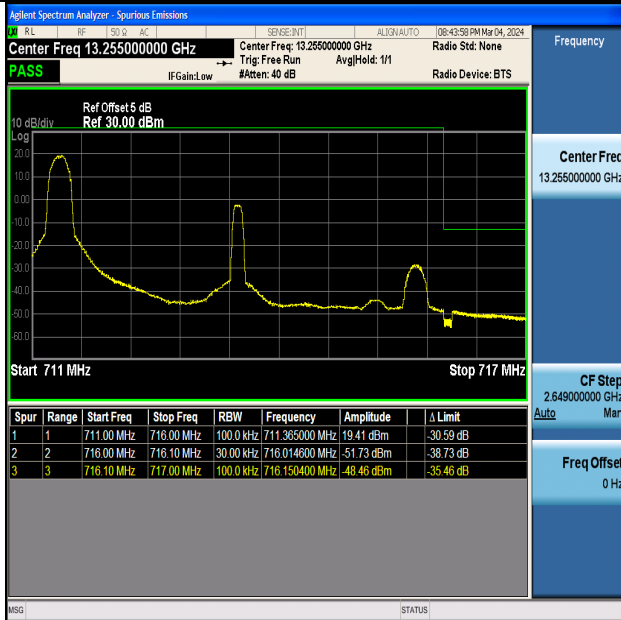 Agilent Spectrum Analyzer - Spurious Emissions
RL RF 50 Ω AC SENSE:INT ALIGN AUTO 08:43:58 PM Mar 04, 2024
Center Freq 13.255000000 GHz
Center Freq: 13.255000000 GHz
Radio Std: None
Trig: Free Run Avg|Hold: 1/1
PASS
IFGain:Low
#Atten: 40 dB
Radio Device: BTS
Ref Offset 5 dB
10 dB/div Ref 30.00 dBm
Log
20.0
10.0
0.00
-10.0
-20.0
-30.0
-40.0
-50.0
-60.0
Start 711 MHz Stop 717 MHz
Spur Range Start Freq Stop Freq RBW Frequency Amplitude Δ Limit
1 1 711.00 MHz 716.00 MHz 100.0 kHz 711.365000 MHz 19.41 dBm -30.59 dB
2 2 716.00 MHz 716.10 MHz 30.00 kHz 716.014600 MHz -51.73 dBm -38.73 dB
3 3 716.10 MHz 717.00 MHz 100.0 kHz 716.150400 MHz -48.46 dBm -35.46 dB
MSG STATUS
Frequency
Center Freq
13.255000000 GHz
CF Step
2.649000000 GHz
Auto Man
Freq Offset
0 Hz